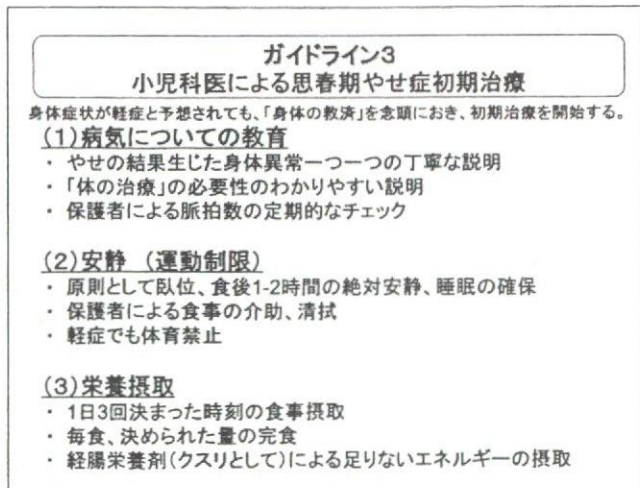 ガイドライン3
小児科医による思春期やせ症初期治療
身体症状が軽症と予想されても、「身体の救済」を念頭におき、初期治療を開始する。
(1)病気についての教育
・ やせの結果生じた身体異常一つ一つの丁寧な説明
・ 「体の治療」の必要性のわかりやすい説明
・ 保護者による脈拍数の定期的なチェック
(2)安静 (運動制限)
・ 原則として臥位、食後1-2時間の絶対安静、睡眠の確保
・ 保護者による食事の介助、清拭
・ 軽症でも体育禁止
(3)栄養摂取
・ 1日3回決まった時刻の食事摂取
・ 毎食、決められた量の完食
・ 経腸栄養剤(クスリとして)による足りないエネルギーの摂取